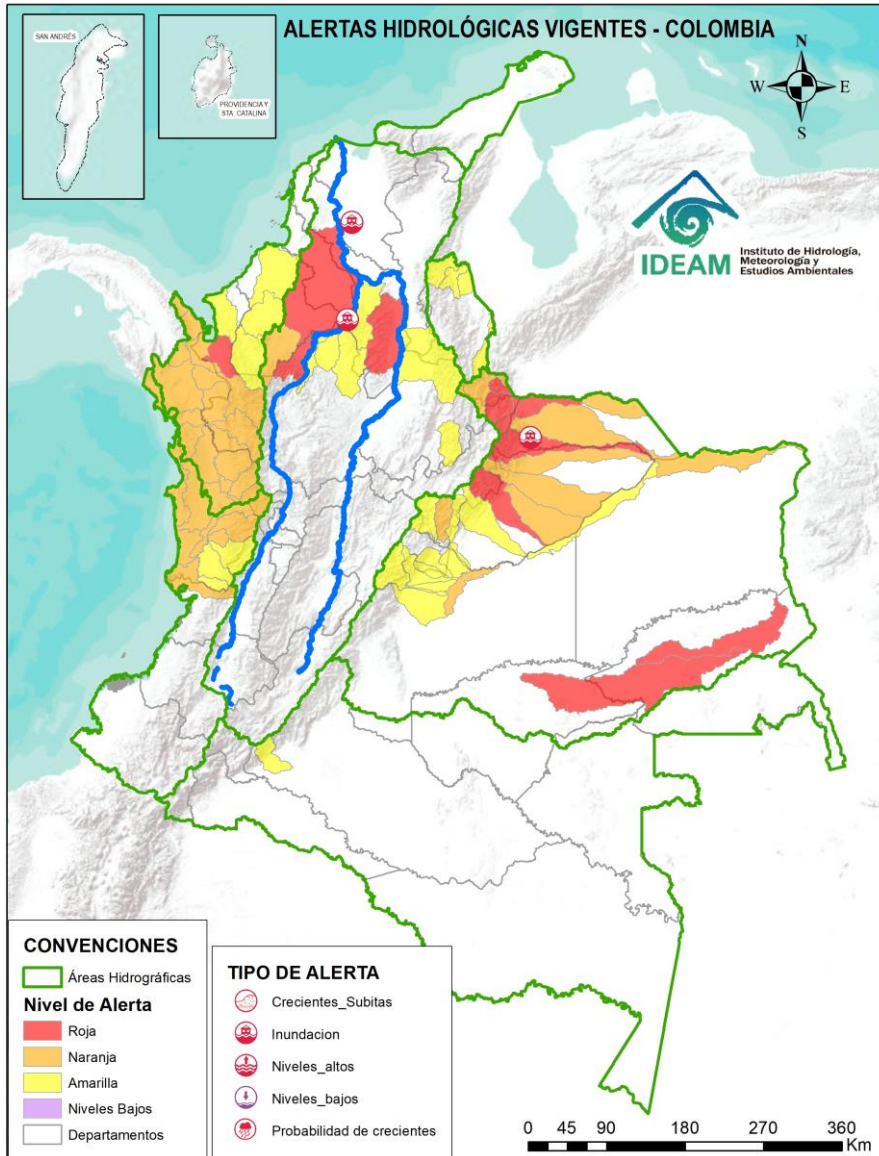 SAN ANDRÉS
PROVIDENCIA Y
STA. CATALINA
ALERTAS HIDROLÓGICAS VIGENTES - COLOMBIA
N
W
E
S
IDEAM
Instituto de Hidrología,
Meteorología y
Estudios Ambientales
CONVENCIONES
Áreas Hidrográficas
Nivel de Alerta
Roja
Naranja
Amarilla
Niveles Bajos
Departamentos
TIPO DE ALERTA
Crecientes_Subitas
Inundacion
Niveles_altos
Niveles_bajos
Probabilidad de crecientes
0 45 90 180 270 360
Km